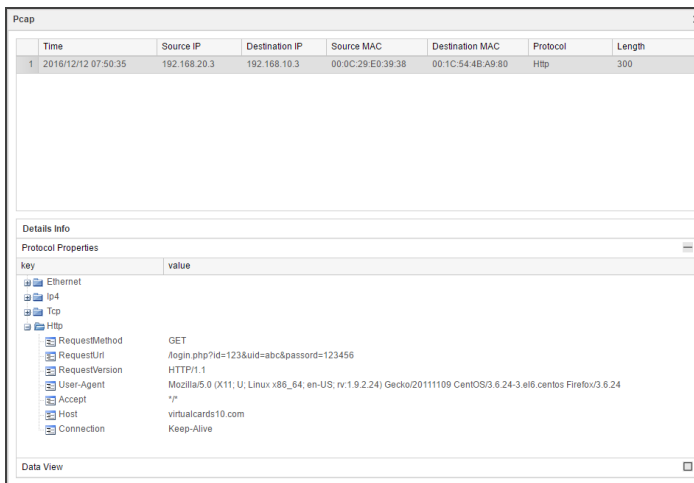 Pcap
Time Source IP Destination IP Source MAC Destination MAC Protocol Length
1 2016/12/12 07:50:35 192.168.20.3 192.168.10.3 00:0C:29:E0:39:38 00:1C:54:4B:A9:80 Http 300
Details Info
Protocol Properties
key value
Ethernet
Ip4
Tcp
Http
RequestMethod GET
RequestUrl /login.php?id=123&uid=abc&passord=123456
RequestVersion HTTP/1.1
User-Agent Mozilla/5.0 (X11; U; Linux x86_64; en-US; rv:1.9.2.24) Gecko/20111109 CentOS/3.6.24-3.el6.centos Firefox/3.6.24
Accept */*
Host virtualcards10.com
Connection Keep-Alive
Data View